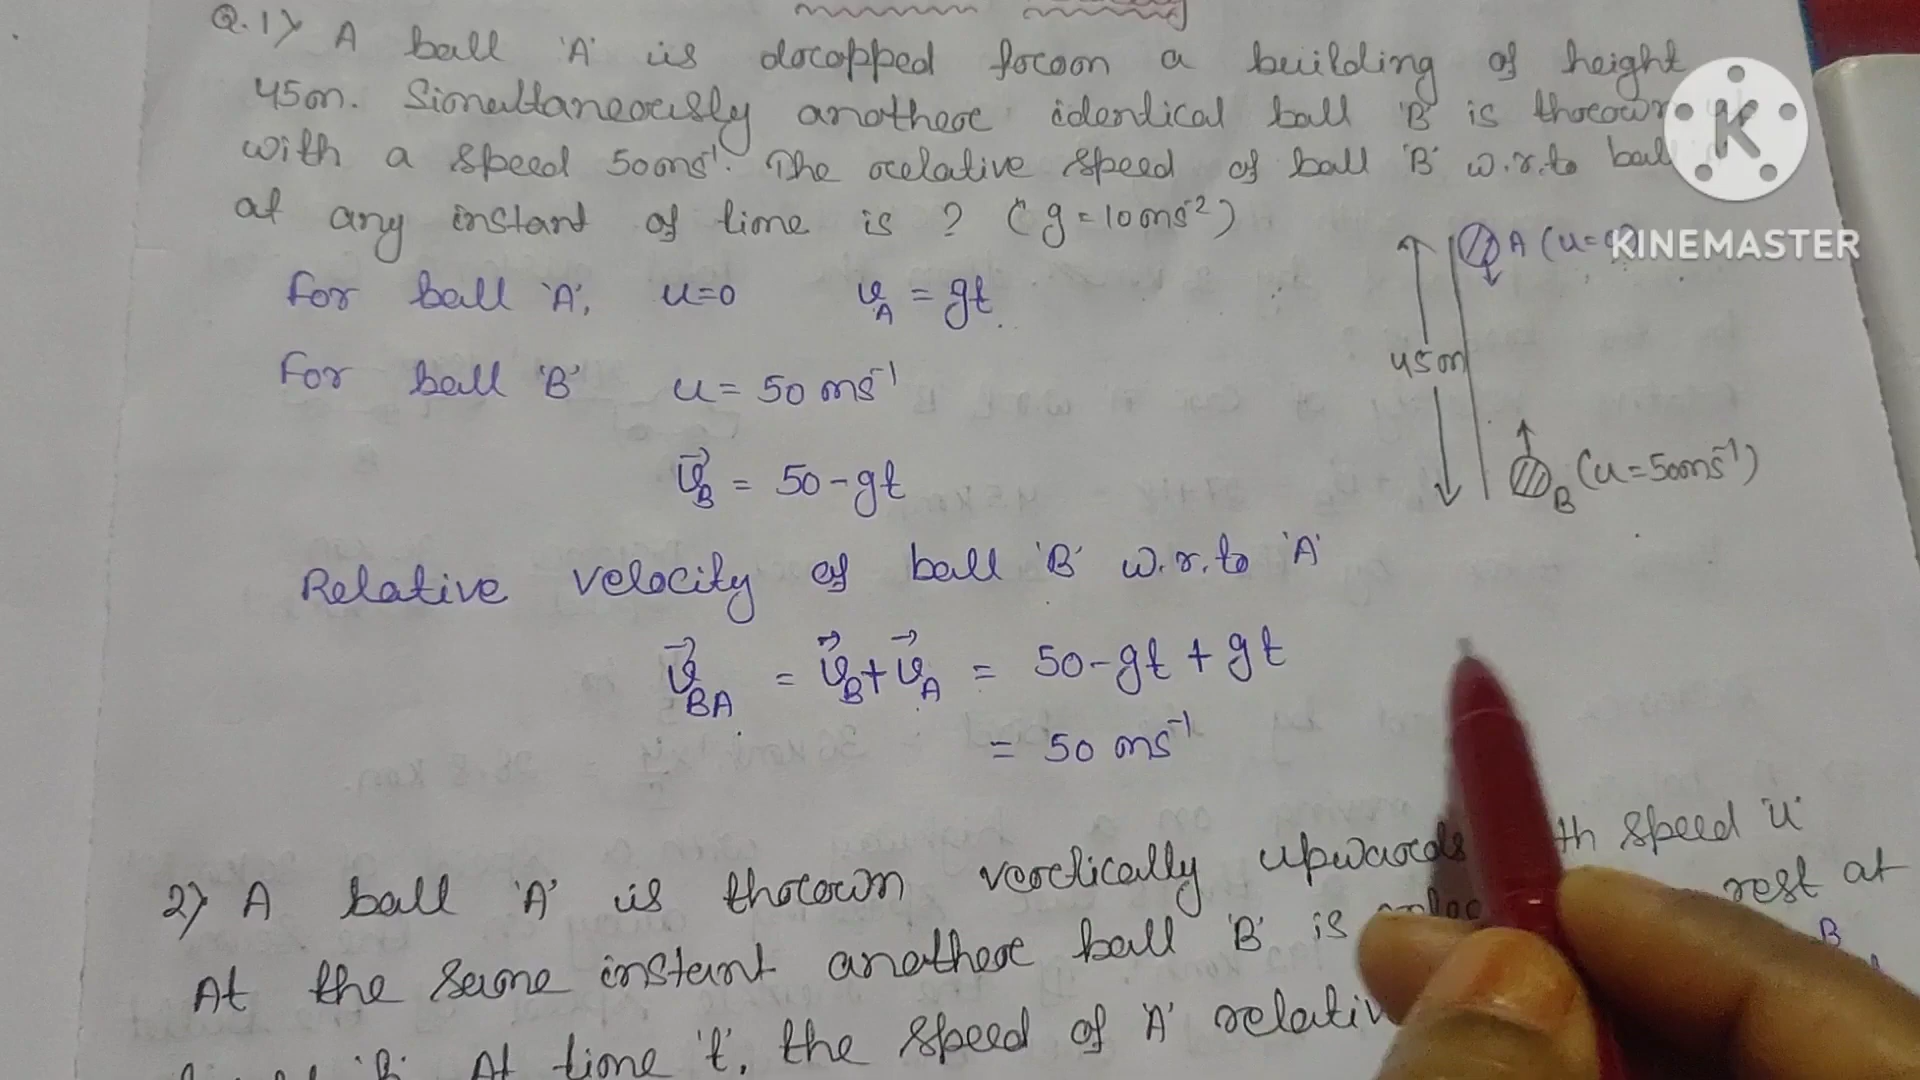 Q.1) A ball 'A' is dropped from a building of height
45m. Simultaneously another identical ball 'B' is thrown
with a speed 50ms⁻¹. The relative speed of ball 'B' w.r.to ball
at any instant of time is ? (g=10ms⁻²)
A (u=
KINEMASTER
For ball 'A', u=0 v_A = gt
45m
For ball 'B' u= 50 ms⁻¹
v⃗_B = 50-gt
B (u=50ms⁻¹)
Relative velocity of ball 'B' w.r.to 'A'
v⃗_BA = v⃗_B+v⃗_A = 50-gt + gt
= 50 ms⁻¹
2) A ball 'A' is thrown vertically upwards th speed 'u'
At the same instant another ball 'B' is rest at
B
'B'. At time 't', the speed of 'A' relativ